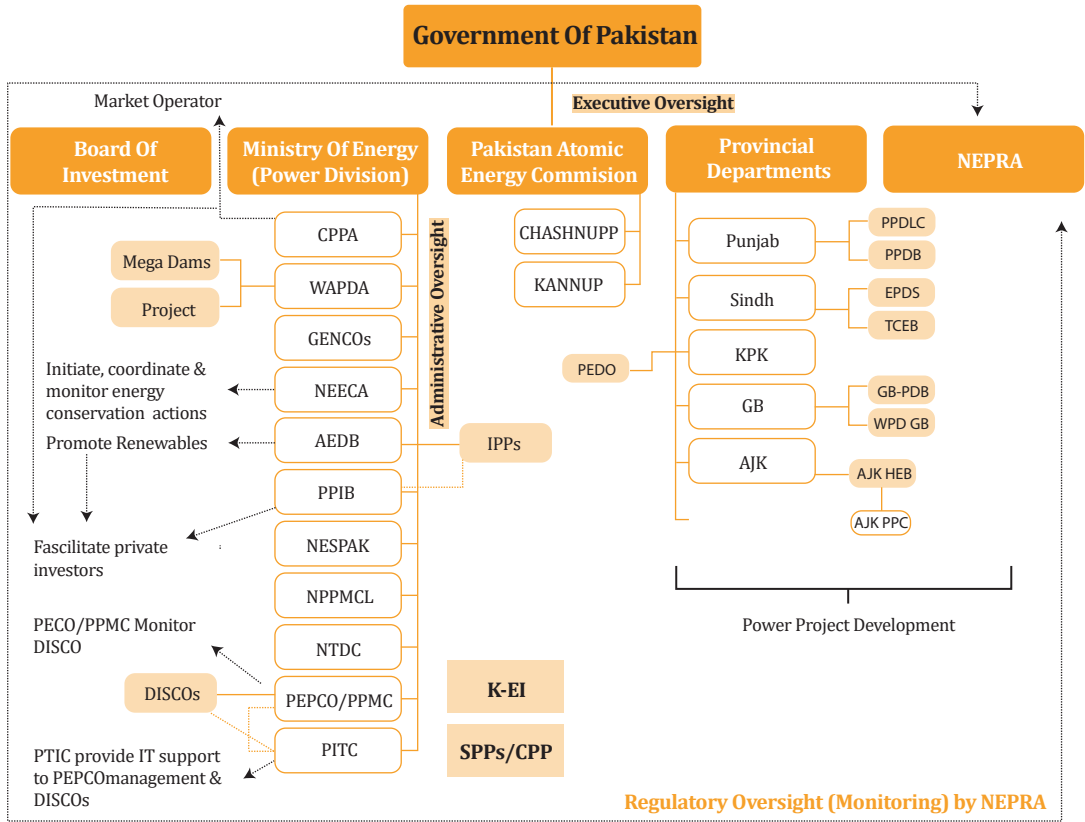 Government Of Pakistan
Executive Oversight
Market Operator
Board Of
Investment
Ministry Of Energy
(Power Division)
Pakistan Atomic
Energy Commision
Provincial
Departments
NEPRA
CPPA
WAPDA
GENCOs
NEECA
AEDB
PPIB
NESPAK
NPPMCL
NTDC
PEPCO/PPMC
PITC
Administrative Oversight
Mega Dams
Project
Initiate, coordinate &
monitor energy
conservation actions
Promote Renewables
Fascilitate private
investors
PECO/PPMC Monitor
DISCO
DISCOs
PTIC provide IT support
to PEPCOmanagement &
DISCOs
IPPs
CHASHNUPP
KANNUP
K-EI
SPPs/CPP
Punjab
PPDLC
PPDB
Sindh
EPDS
TCEB
KPK
PEDO
GB
GB-PDB
WPD GB
AJK
AJK HEB
AJK PPC
Power Project Development
Regulatory Oversight (Monitoring) by NEPRA